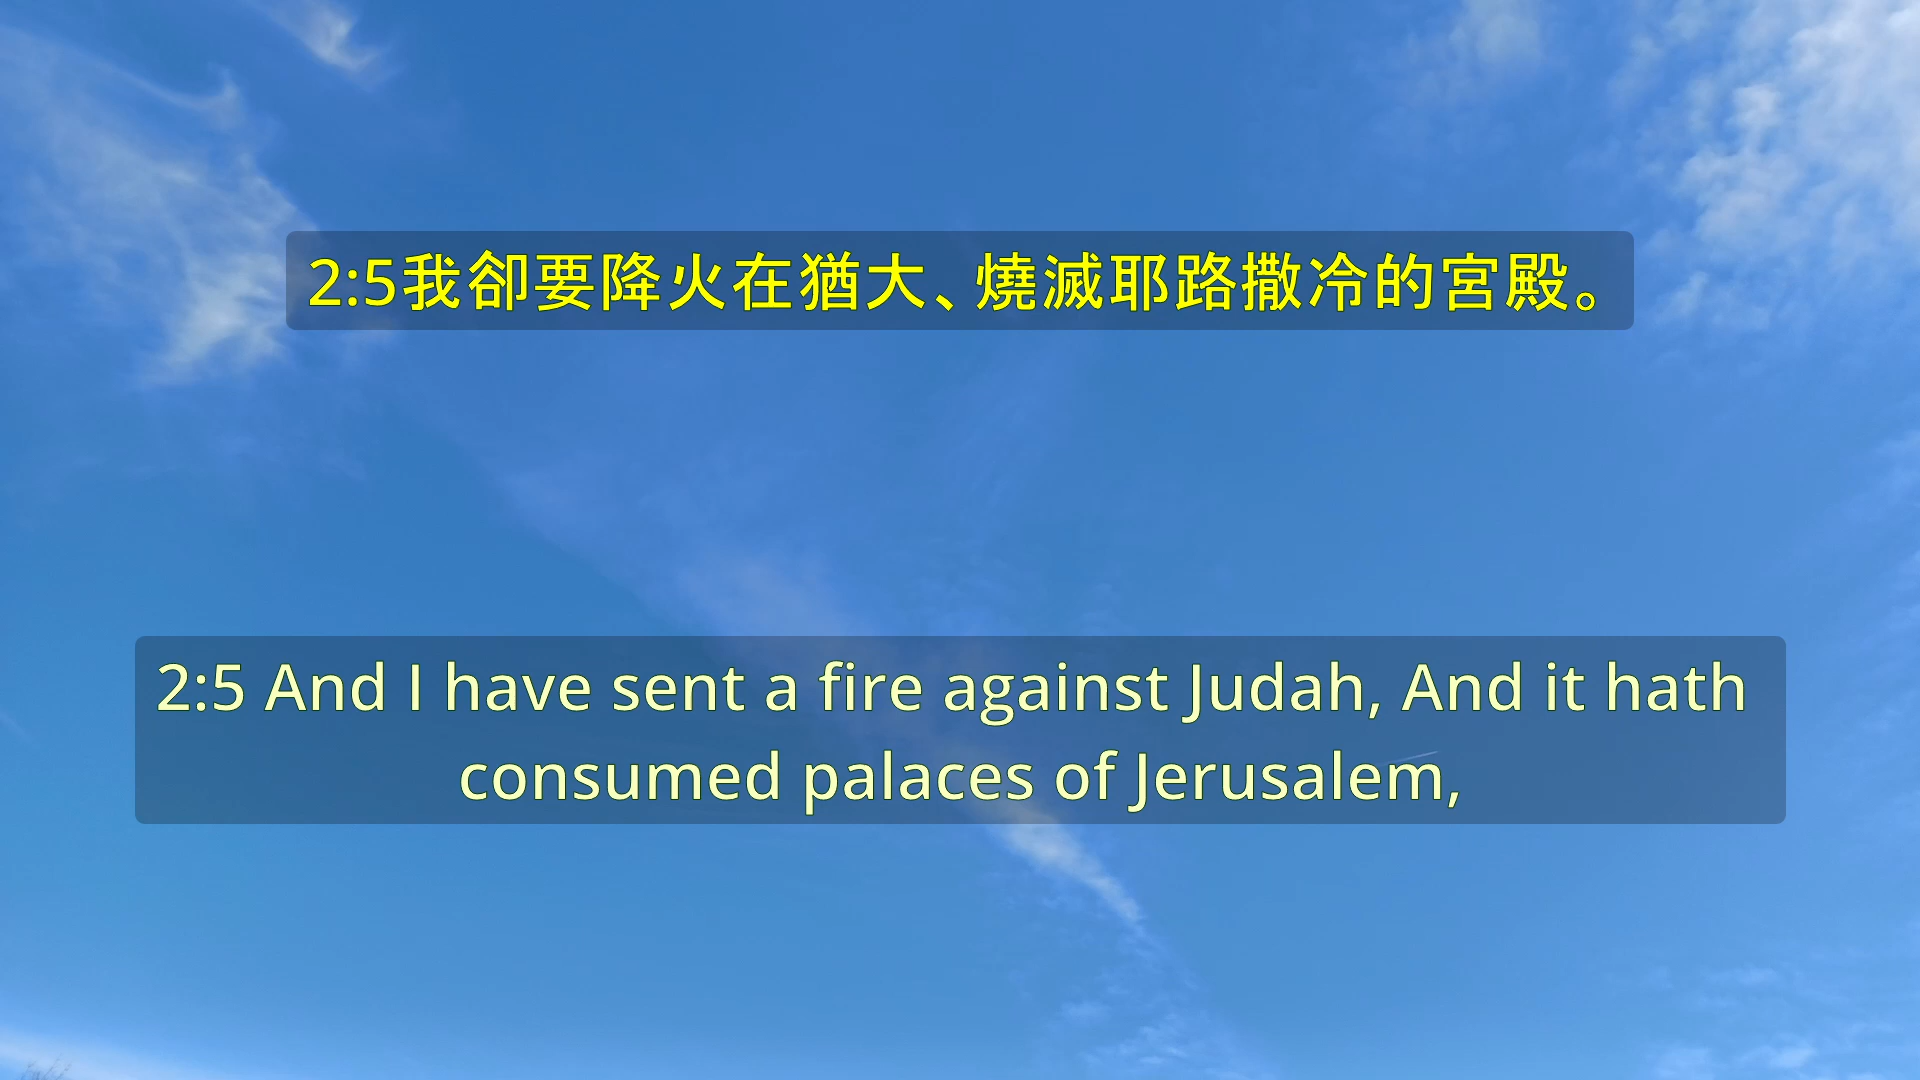 2:5我卻要降火在猶大、燒滅耶路撒冷的宮殿。
2:5 And I have sent a fire against Judah, And it hath
consumed palaces of Jerusalem,